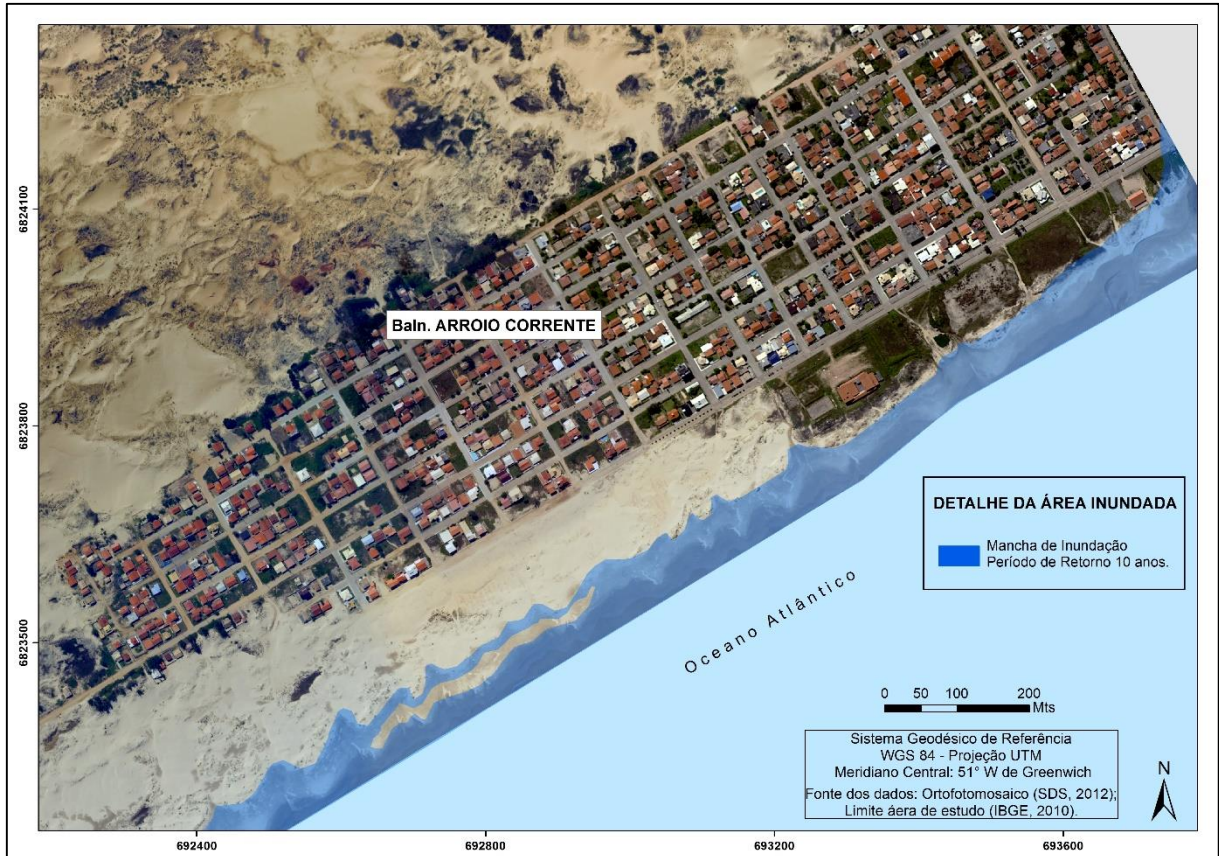 6824100
6823800
6823500
Baln. ARROIO CORRENTE
DETALHE DA ÁREA INUNDADA
Mancha de Inundação
Período de Retorno 10 anos.
Oceano Atlântico
0 50 100 200
Mts
Sistema Geodésico de Referência
WGS 84 - Projeção UTM
Meridiano Central: 51° W de Greenwich
Fonte dos dados: Ortofotomosaico (SDS, 2012);
Limite áera de estudo (IBGE, 2010).
N
692400 692800 693200 693600